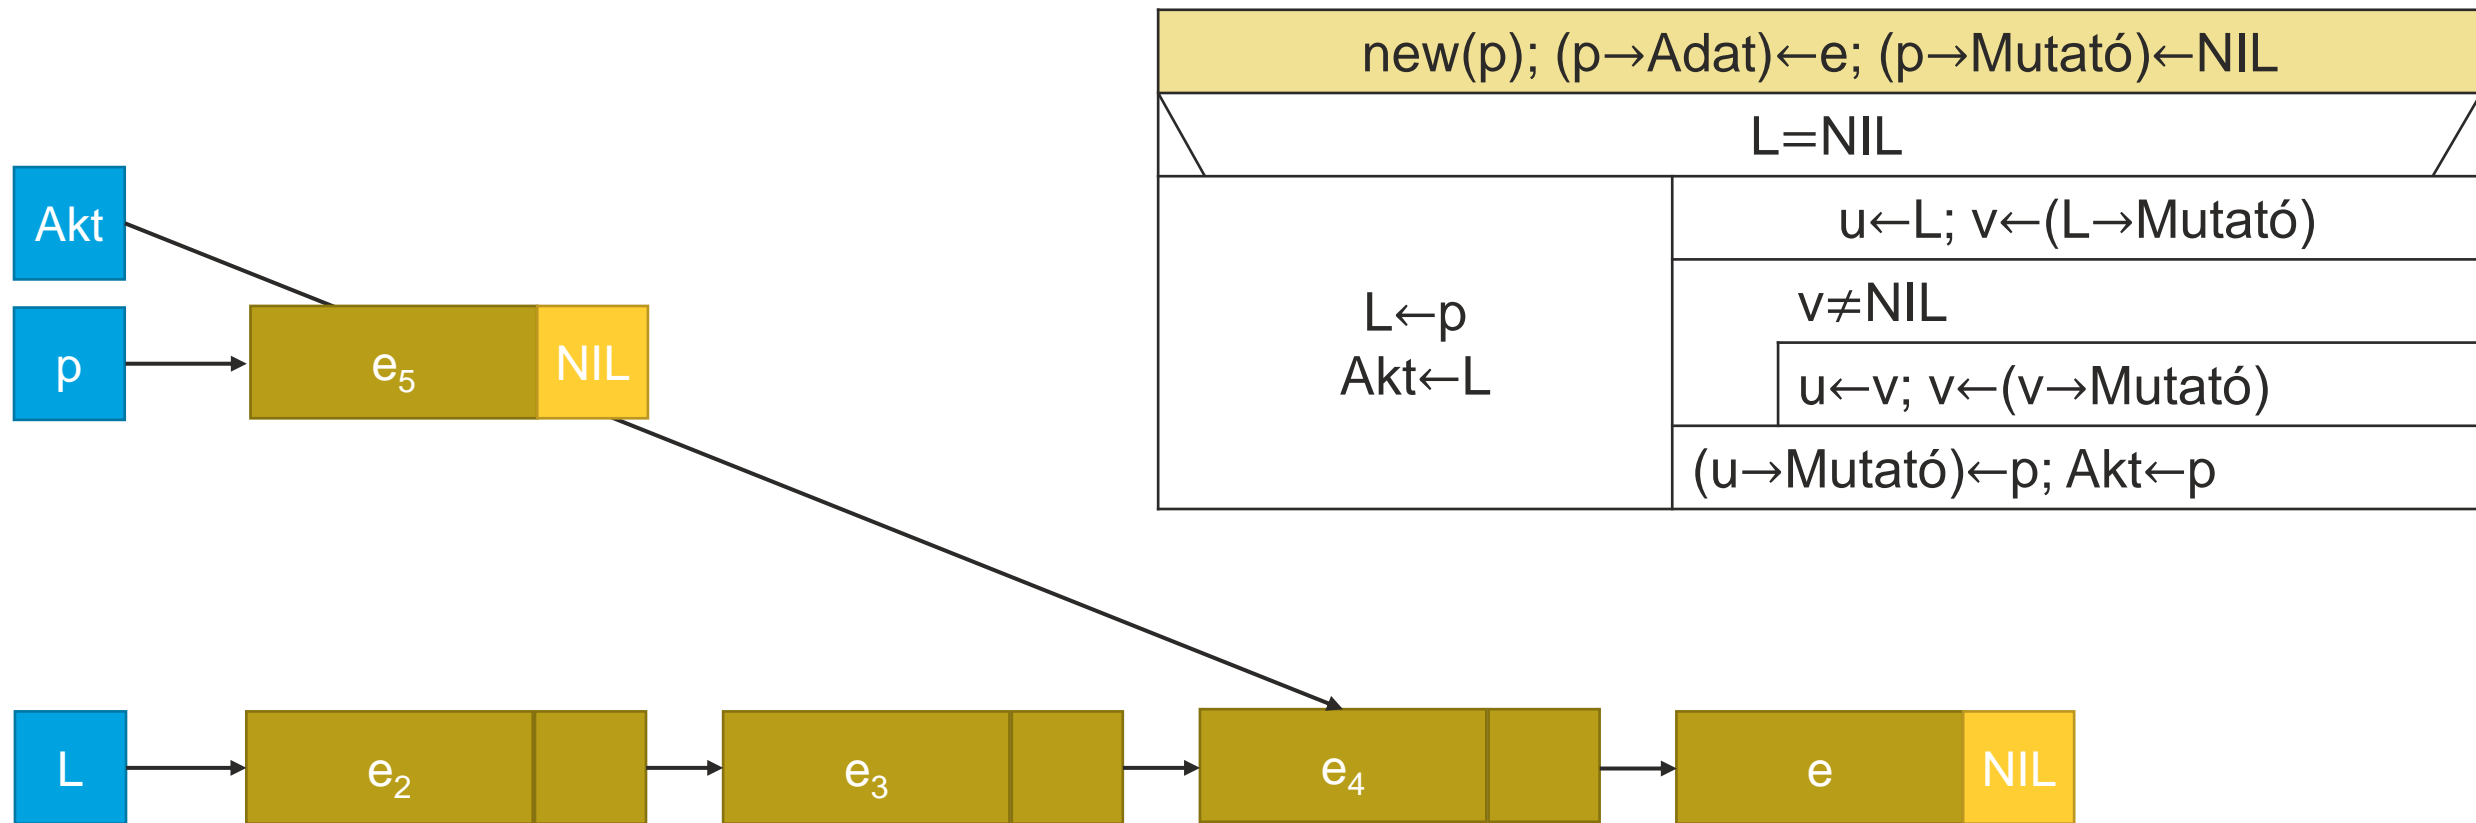 new(p); (p→Adat)←e; (p→Mutató)←NIL
L=NIL
Akt
u←L; v←(L→Mutató)
L←p
Akt←L
v≠NIL
p
e₅ NIL
u←v; v←(v→Mutató)
(u→Mutató)←p; Akt←p
L
e₂
e₃
e₄
e NIL